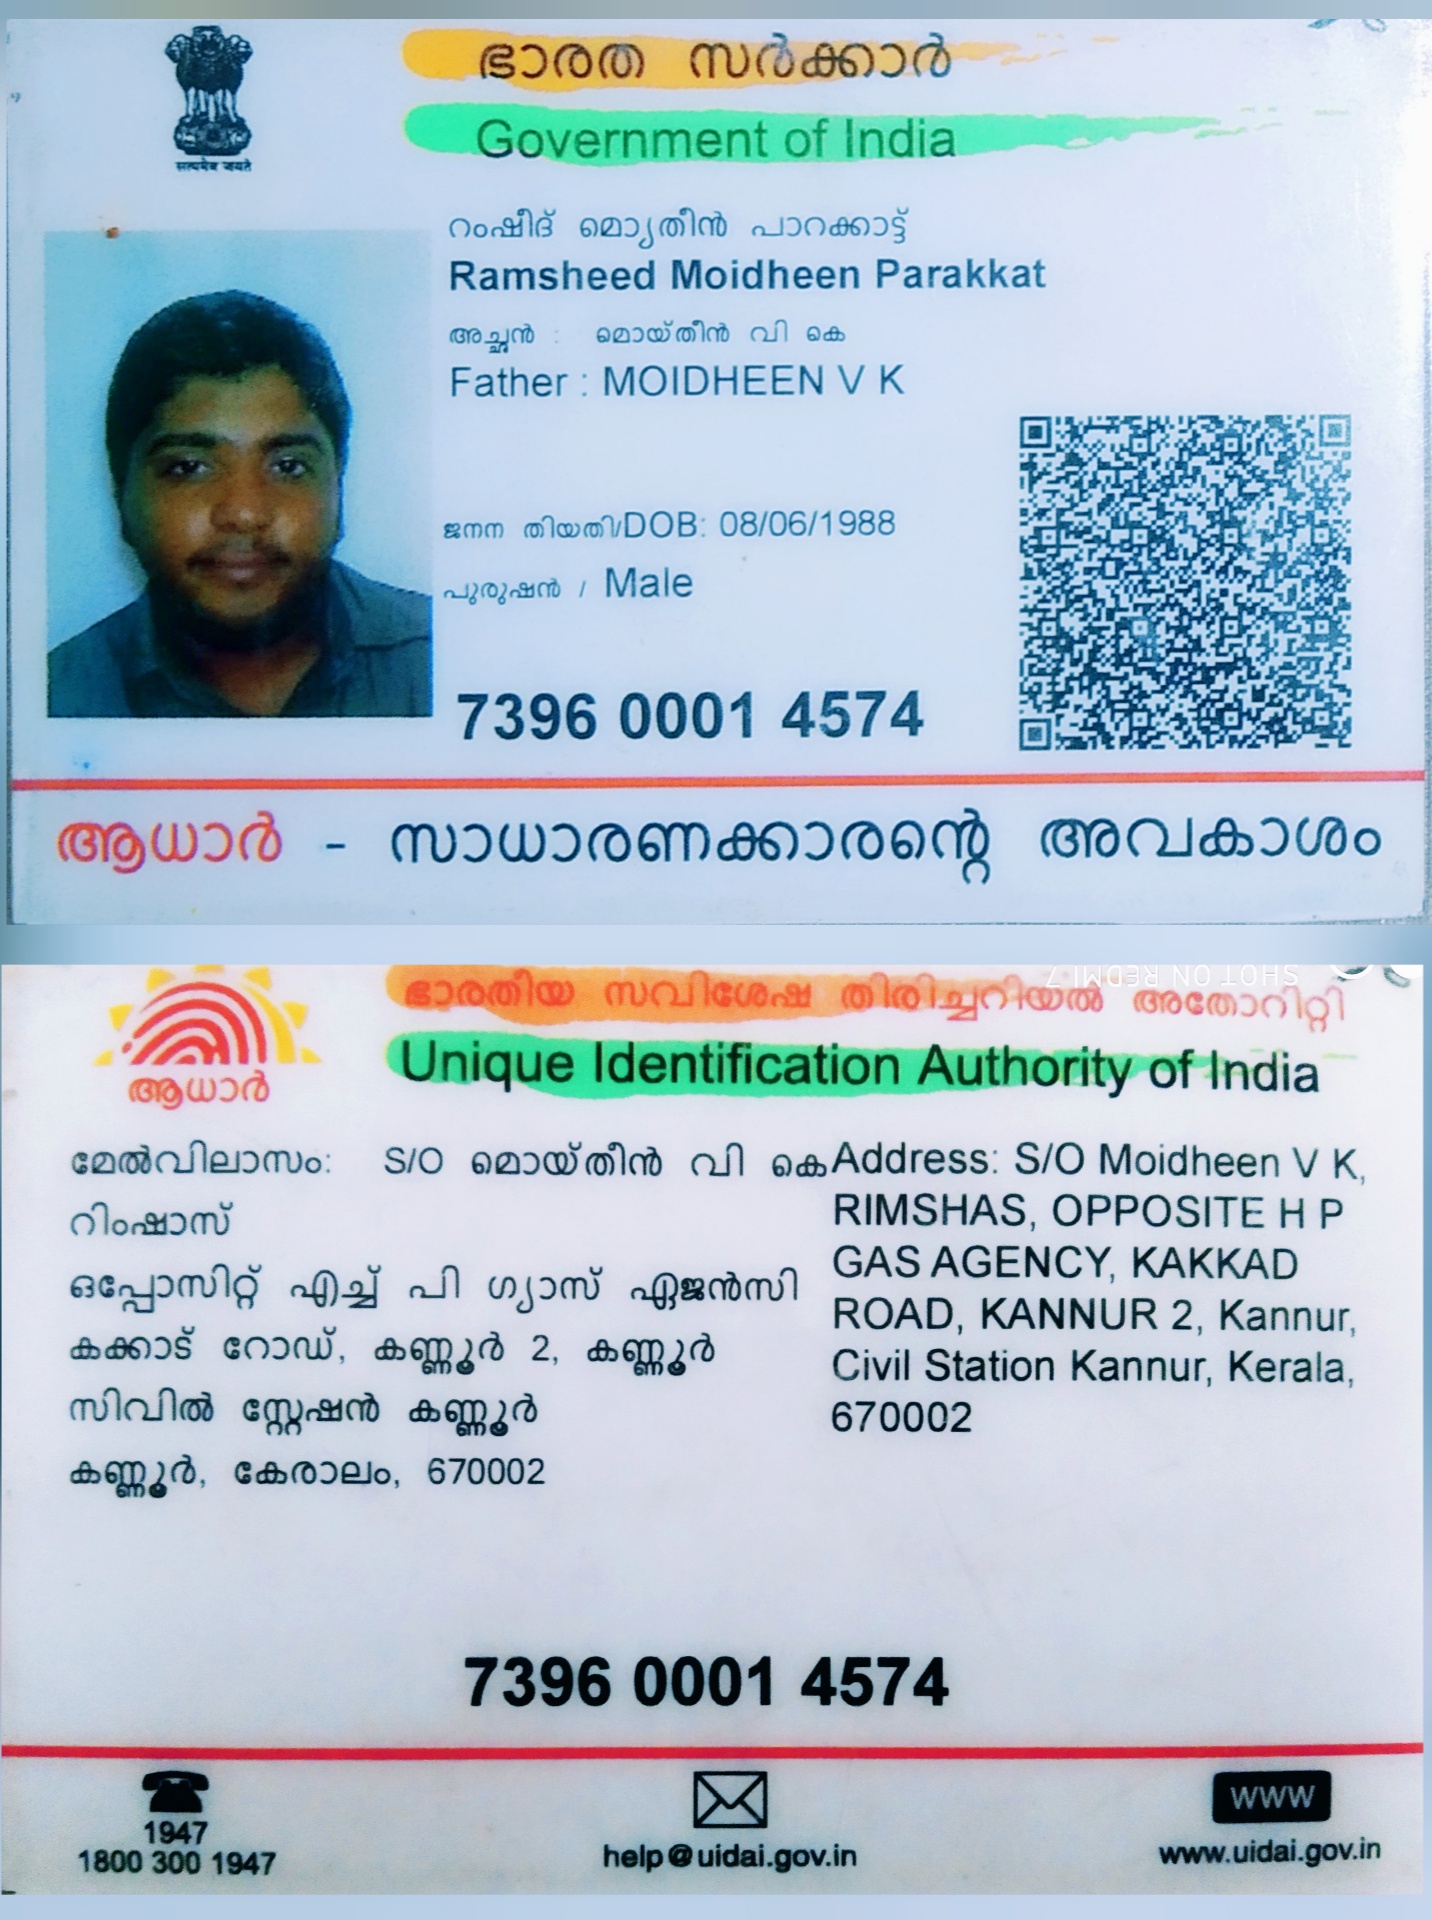 ഭാരത സർക്കാർ
Government of India
सत्यमेव जयते
റംഷീദ് മൊയ്തീൻ പാറക്കാട്ട്
Ramsheed Moidheen Parakkat
അച്ഛൻ : മൊയ്തീൻ വി കെ
Father : MOIDHEEN V K
ജനന തിയതി/DOB: 08/06/1988
പുരുഷൻ / Male
7396 0001 4574
ആധാർ - സാധാരണക്കാരന്റെ അവകാശം
SHOT ON REDMI 7
ഭാരതീയ സവിശേഷ തിരിച്ചറിയൽ അതോറിറ്റി
Unique Identification Authority of India
ആധാർ
മേൽവിലാസം: S/O മൊയ്തീൻ വി കെ
റിംഷാസ്
ഒപ്പോസിറ്റ് എച്ച് പി ഗ്യാസ് ഏജൻസി
കക്കാട് റോഡ്, കണ്ണൂർ 2, കണ്ണൂർ
സിവിൽ സ്റ്റേഷൻ കണ്ണൂർ
കണ്ണൂർ, കേരാലം, 670002
Address: S/O Moidheen V K,
RIMSHAS, OPPOSITE H P
GAS AGENCY, KAKKAD
ROAD, KANNUR 2, Kannur,
Civil Station Kannur, Kerala,
670002
7396 0001 4574
1947
1800 300 1947
help@uidai.gov.in
www
www.uidai.gov.in